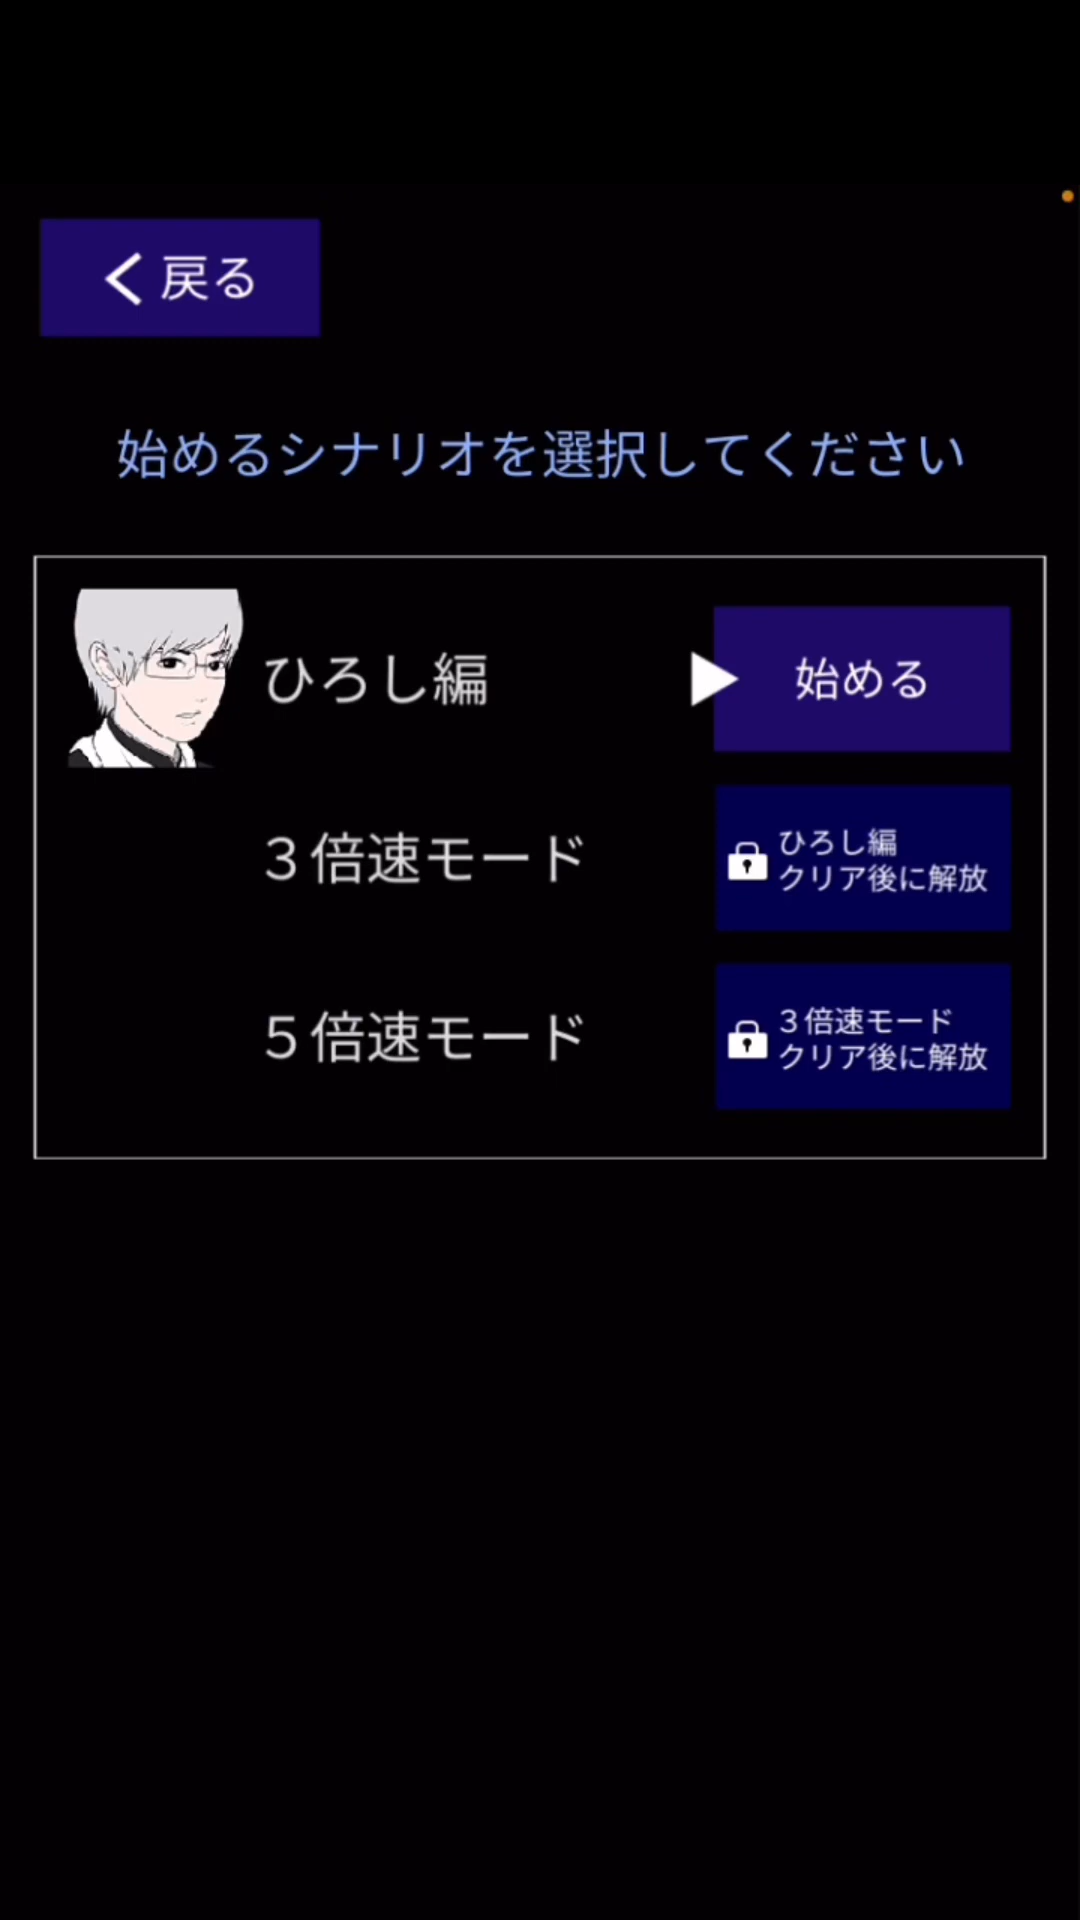 戻る
始めるシナリオを選択してください
ひろし編
始める
３倍速モード
ひろし編
クリア後に解放
５倍速モード
３倍速モード
クリア後に解放